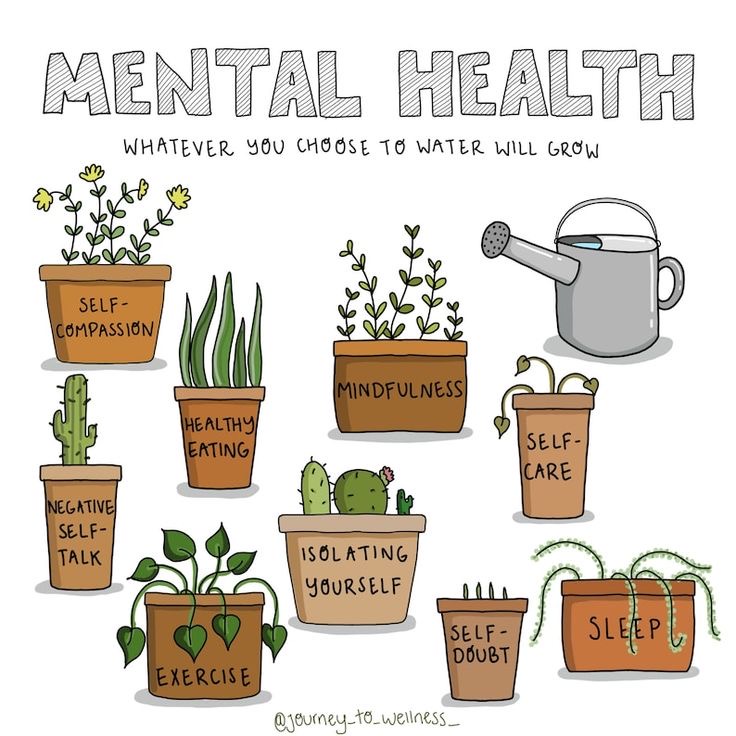 MENTAL HEALTH
WHATEVER YOU CHOOSE TO WATER WILL GROW
SELF-
COMPASSION
HEALTHY
EATING
MINDFULNESS
SELF-
CARE
NEGATIVE
SELF-
TALK
ISOLATING
YOURSELF
EXERCISE
SELF-
DOUBT
SLEEP
@journey_to_wellness_